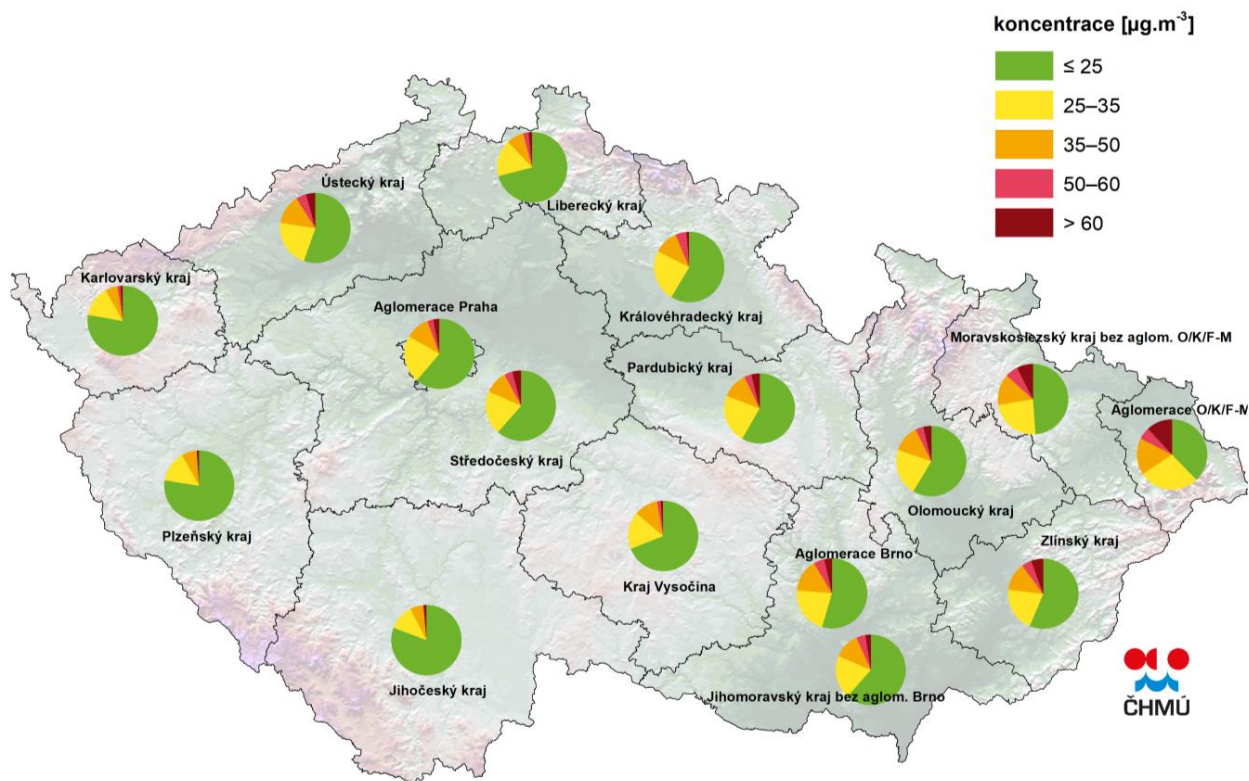 koncentrace [µg.m⁻³]
≤ 25
25–35
35–50
50–60
> 60
Ústecký kraj
Liberecký kraj
Karlovarský kraj
Aglomerace Praha
Královéhradecký kraj
Moravskoslezský kraj bez aglom. O/K/F-M
Pardubický kraj
Aglomerace O/K/F-M
Středočeský kraj
Olomoucký kraj
Plzeňský kraj
Zlínský kraj
Aglomerace Brno
Kraj Vysočina
Jihočeský kraj
Jihomoravský kraj bez aglom. Brno
ČHMÚ